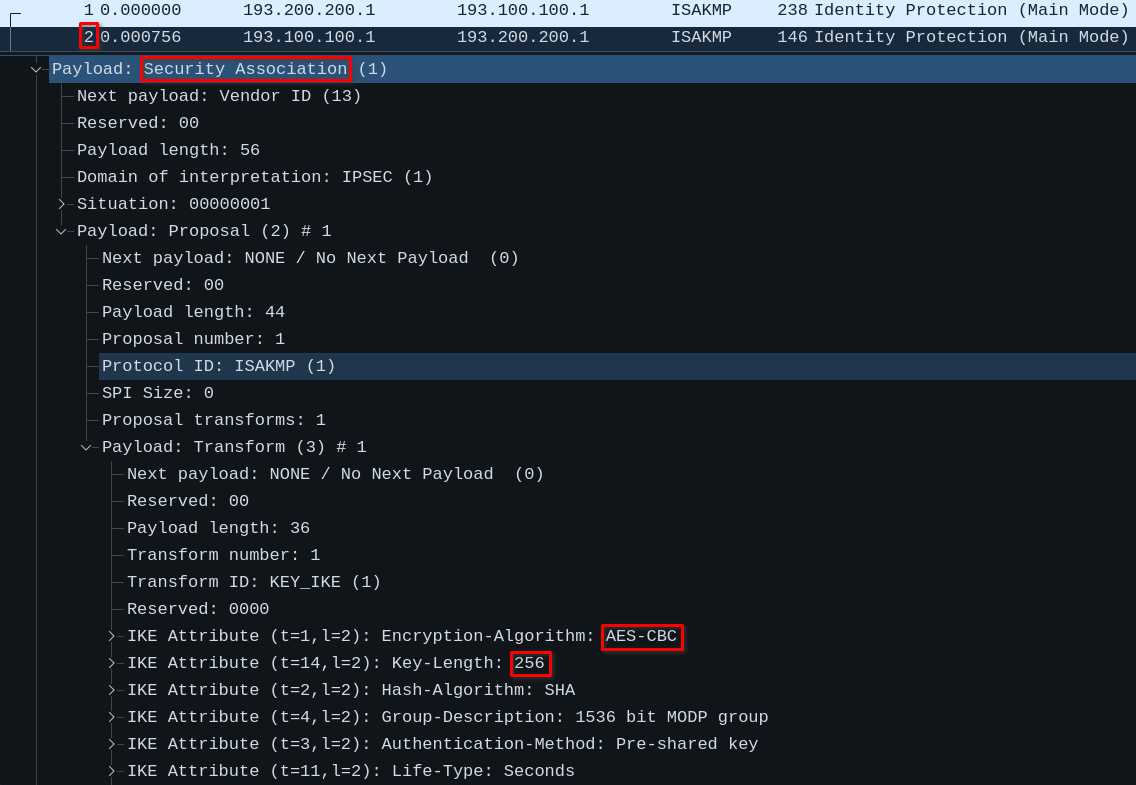 1 0.000000 193.200.200.1 193.100.100.1 ISAKMP 238 Identity Protection (Main Mode)
2 0.000756 193.100.100.1 193.200.200.1 ISAKMP 146 Identity Protection (Main Mode)
Payload: Security Association (1)
Next payload: Vendor ID (13)
Reserved: 00
Payload length: 56
Domain of interpretation: IPSEC (1)
Situation: 00000001
Payload: Proposal (2) # 1
Next payload: NONE / No Next Payload  (0)
Reserved: 00
Payload length: 44
Proposal number: 1
Protocol ID: ISAKMP (1)
SPI Size: 0
Proposal transforms: 1
Payload: Transform (3) # 1
Next payload: NONE / No Next Payload  (0)
Reserved: 00
Payload length: 36
Transform number: 1
Transform ID: KEY_IKE (1)
Reserved: 0000
IKE Attribute (t=1,l=2): Encryption-Algorithm: AES-CBC
IKE Attribute (t=14,l=2): Key-Length: 256
IKE Attribute (t=2,l=2): Hash-Algorithm: SHA
IKE Attribute (t=4,l=2): Group-Description: 1536 bit MODP group
IKE Attribute (t=3,l=2): Authentication-Method: Pre-shared key
IKE Attribute (t=11,l=2): Life-Type: Seconds